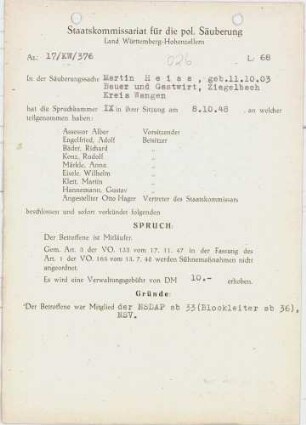 Staatskommissariat für die pol. Säuberung
Land Württemberg-Hohenzollern
Az.: 17/KW/376 026 L: 68
In der Säuberungssache Martin Heiss, geb.11.10.03
Bauer und Gastwirt, Ziegelbach
Kreis Wangen
hat die Spruchkammer IX in ihrer Sitzung am 8.10.48 an welcher
teilgenommen haben:
Assessor Alber Vorsitzender
Engelfried, Adolf Beisitzer
Bader, Richard
Kenz, Rudolf
Märkle, Anna
Eisele, Wilhelm
Klett, Martin
Hannemann, Gustav
Angestellter Otto Hager Vertreter des Staatskommissars
beschlossen und sofort verkündet folgenden
SPRUCH:
Der Betroffene ist Mitläufer.
Gem. Art. 3 der VO. 133 vom 17. 11. 47 in der Fassung des
Art. 1 der VO. 165 vom 13. 7. 48 werden Sühnemaßnahmen nicht
angeordnet.
Es wird eine Verwaltungsgebühr von DM 10.- erhoben.
Gründe:
Der Betroffene war Mitglied der NSDAP ab 33(Blockleiter ab 36),
NSV.